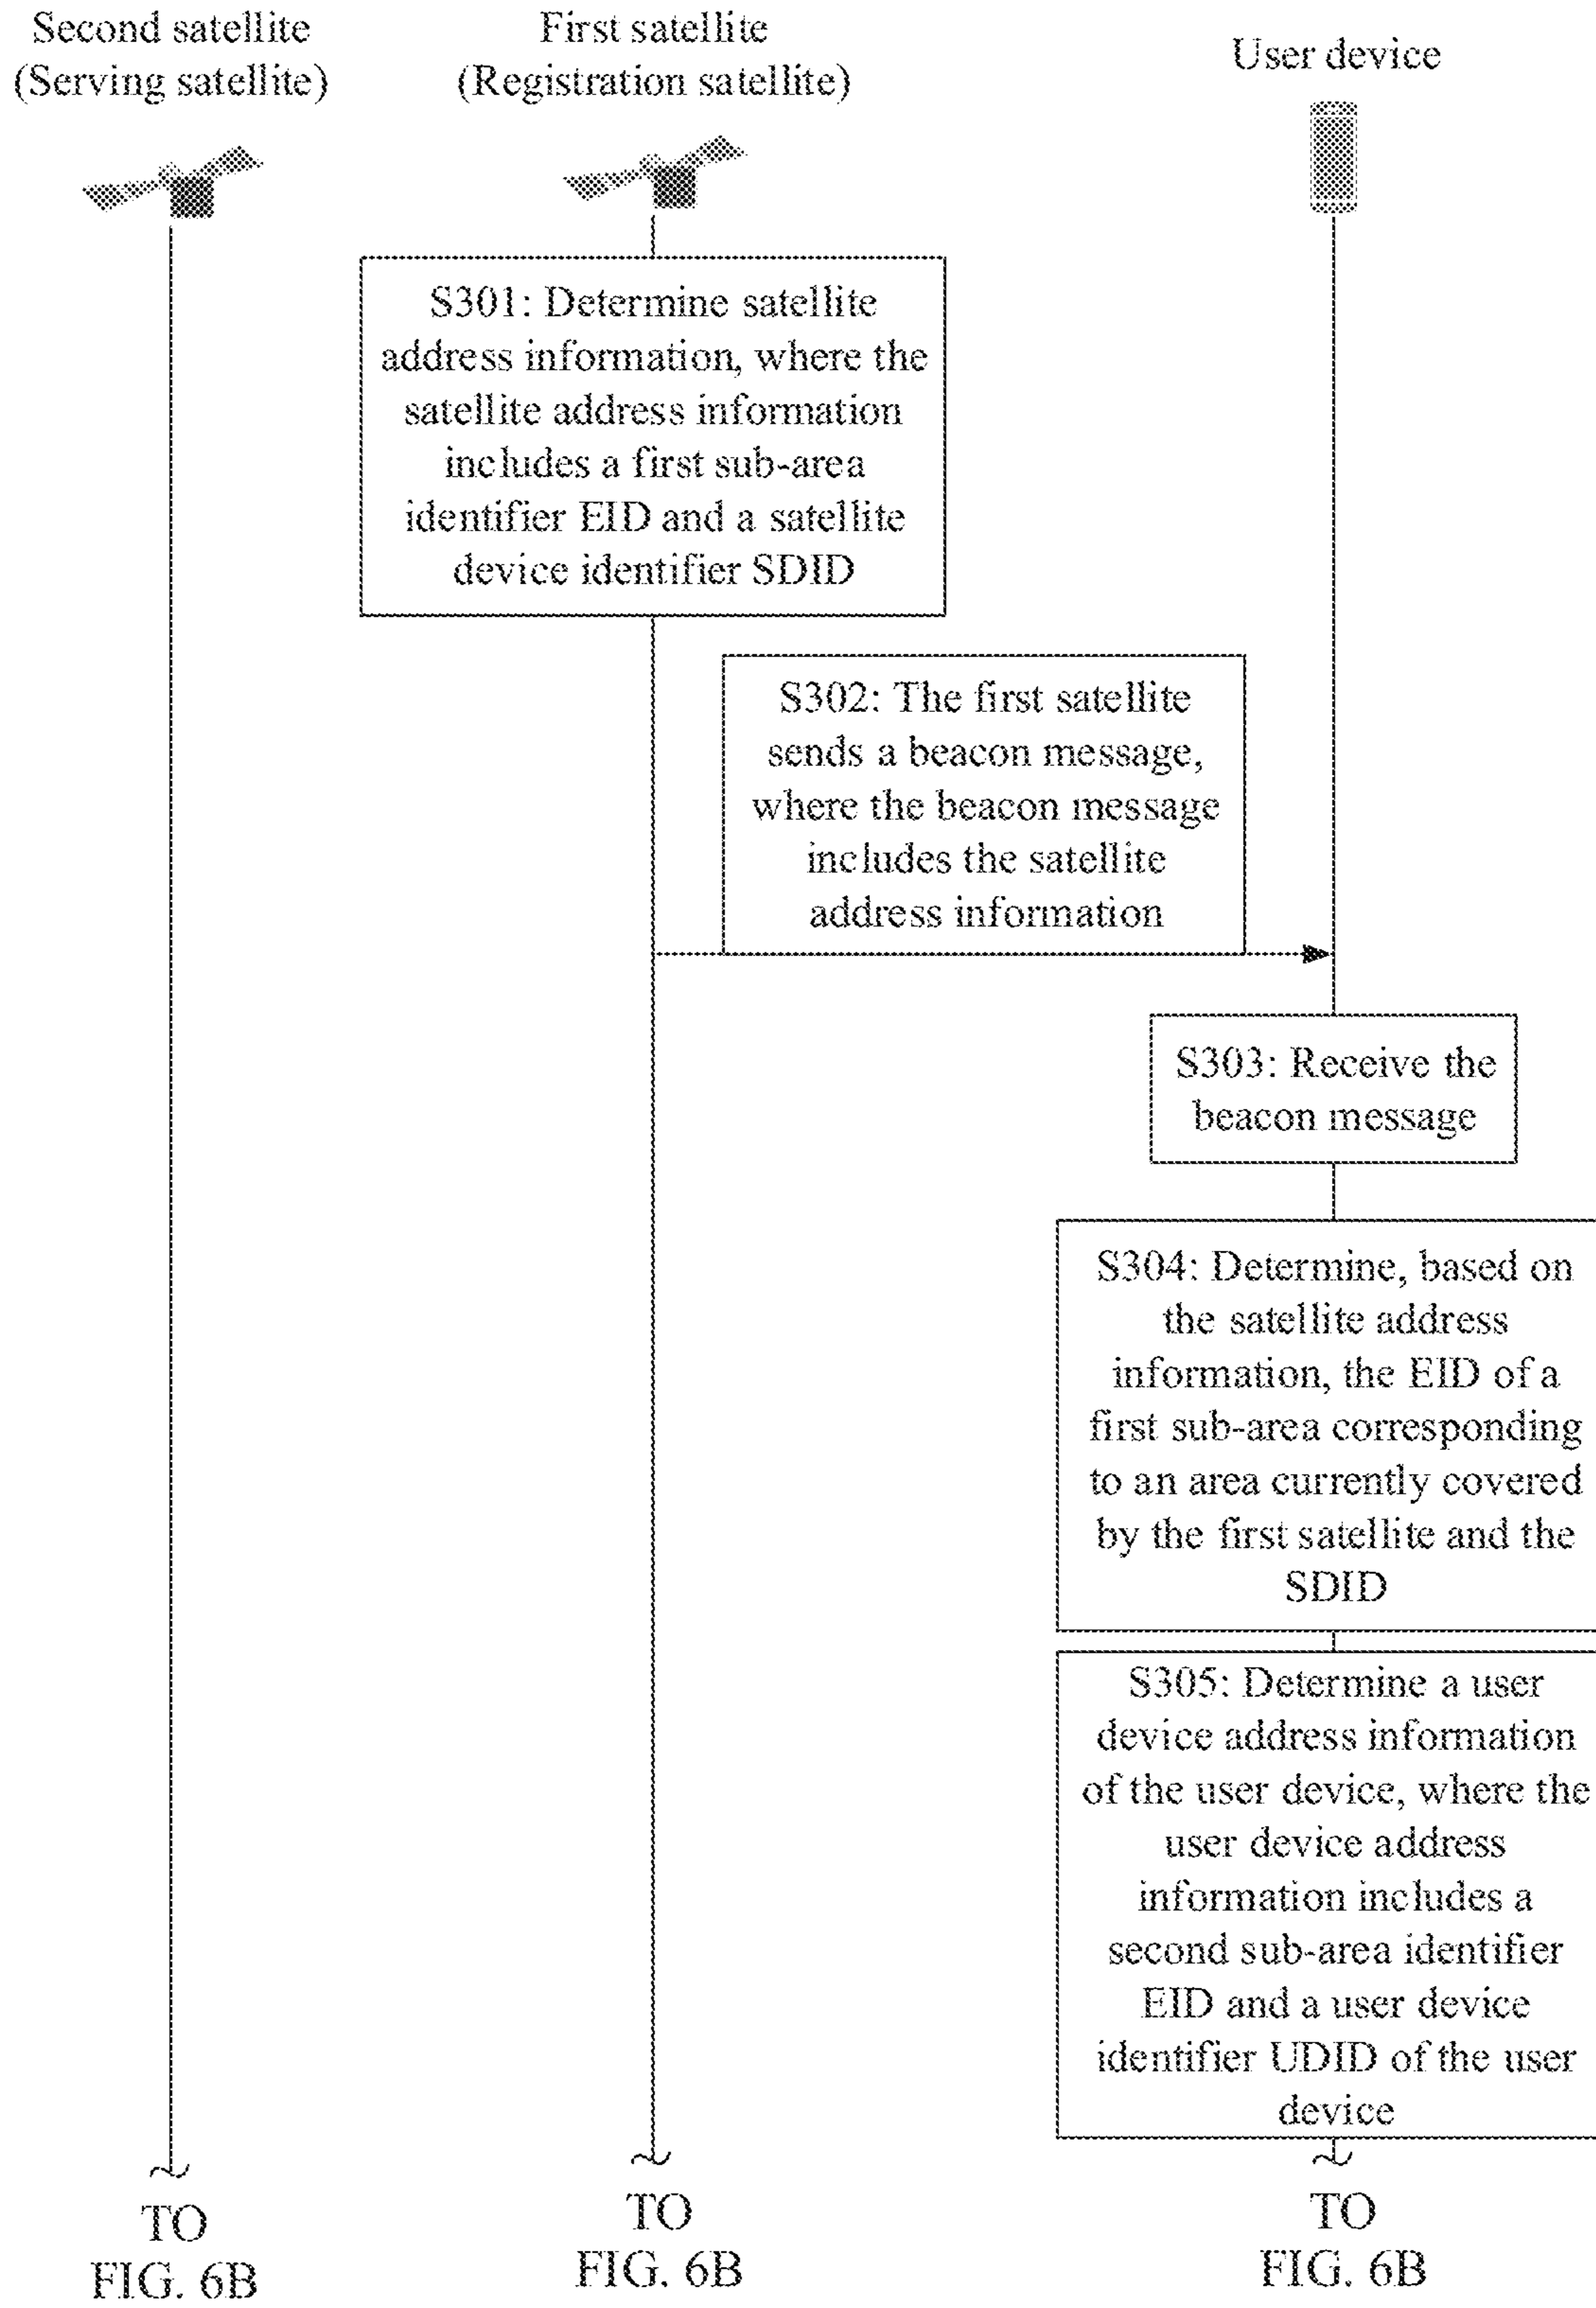 Second satellite
(Serving satellite)
First satellite
(Registration satellite)
User device
S301: Determine satellite
address information, where the
satellite address information
includes a first sub-area
identifier EID and a satellite
device identifier SDID
S302: The first satellite
sends a beacon message,
where the beacon message
includes the satellite
address information
S303: Receive the
beacon message
S304: Determine, based on
the satellite address
information, the EID of a
first sub-area corresponding
to an area currently covered
by the first satellite and the
SDID
S305: Determine a user
device address information
of the user device, where the
user device address
information includes a
second sub-area identifier
EID and a user device
identifier UDID of the user
device
TO
FIG. 6B
TO
FIG. 6B
TO
FIG. 6B